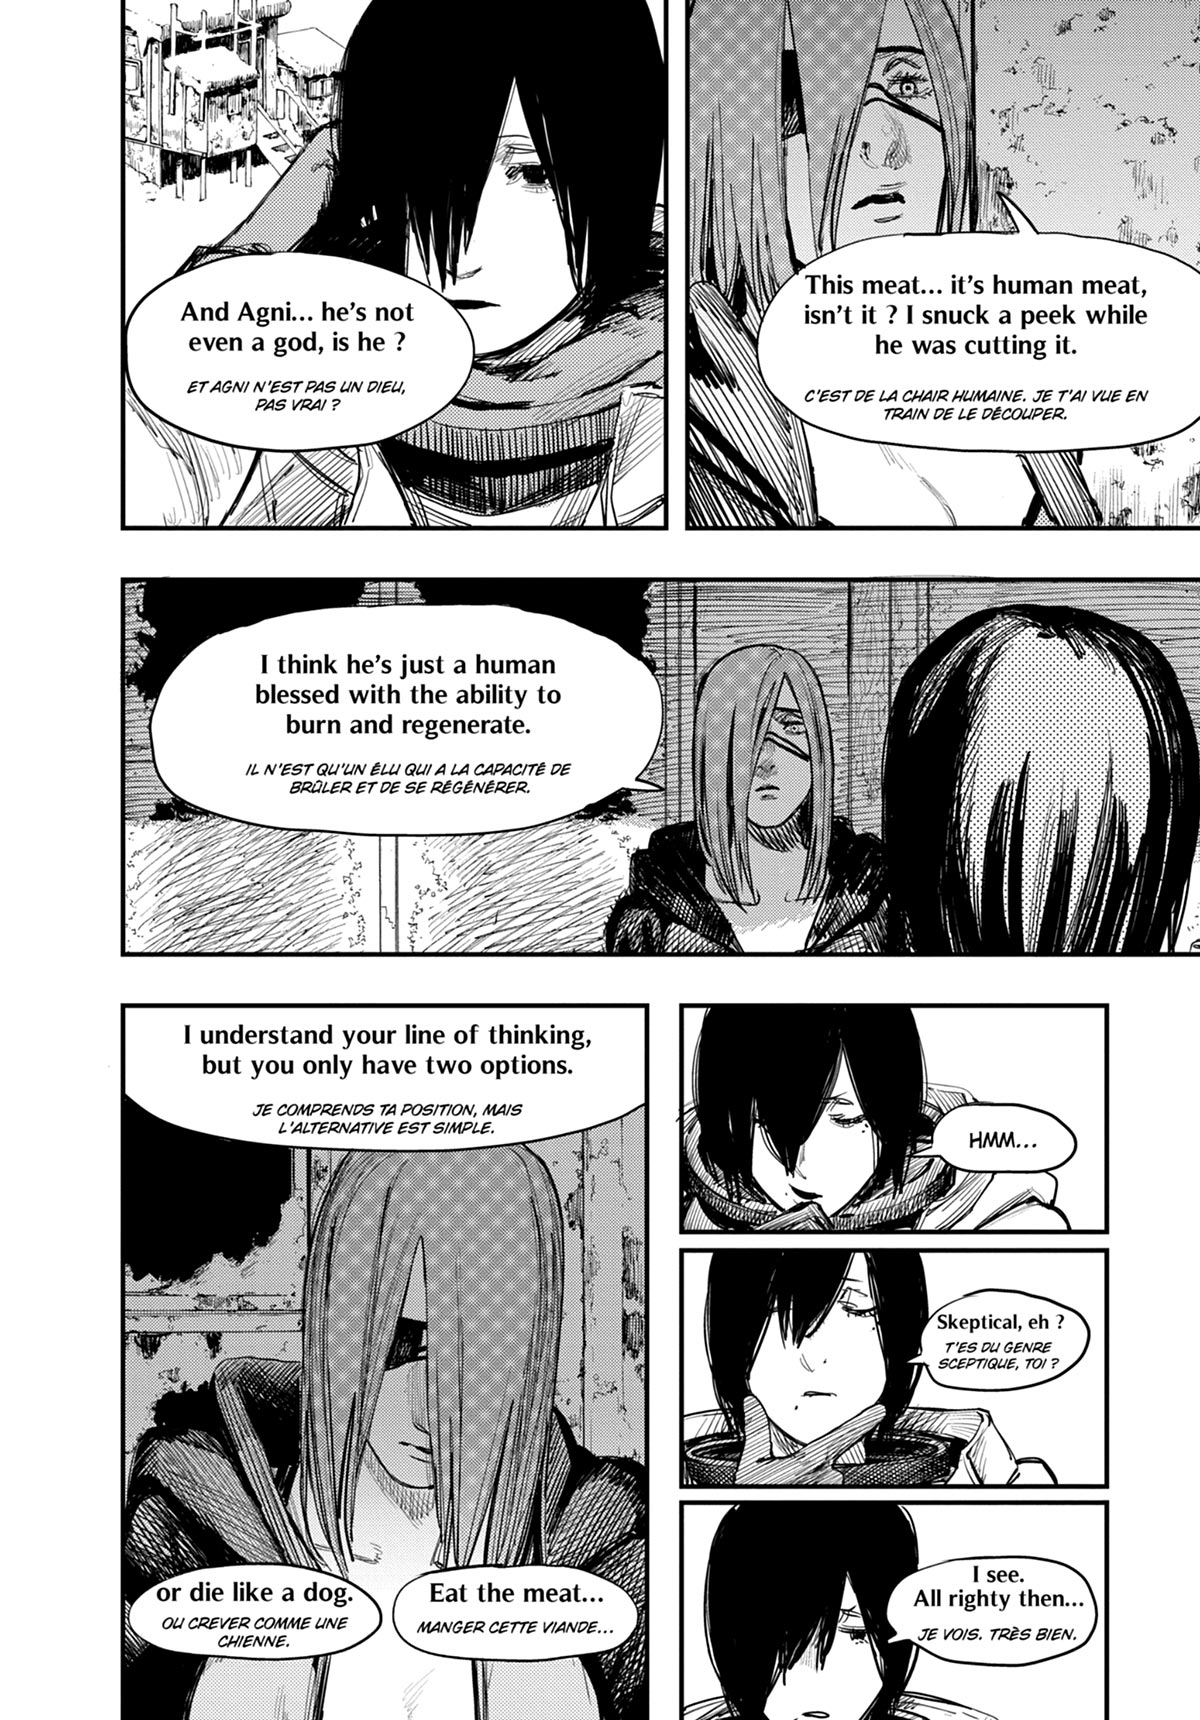 This meat... it's human meat,
isn't it ? I snuck a peek while
he was cutting it.
C'EST DE LA CHAIR HUMAINE. JE T'AI VUE EN
TRAIN DE LE DÉCOUPER.
And Agni... he's not
even a god, is he ?
ET AGNI N'EST PAS UN DIEU,
PAS VRAI ?
I think he's just a human
blessed with the ability to
burn and regenerate.
IL N'EST QU'UN ÉLU QUI A LA CAPACITÉ DE
BRÛLER ET DE SE RÉGÉNÉRER.
HMM...
Skeptical, eh ?
T'ES DU GENRE
SCEPTIQUE, TOI ?
I see.
All righty then...
JE VOIS. TRÈS BIEN.
I understand your line of thinking,
but you only have two options.
JE COMPRENDS TA POSITION, MAIS
L'ALTERNATIVE EST SIMPLE.
Eat the meat...
MANGER CETTE VIANDE...
or die like a dog.
OU CREVER COMME UNE
CHIENNE.